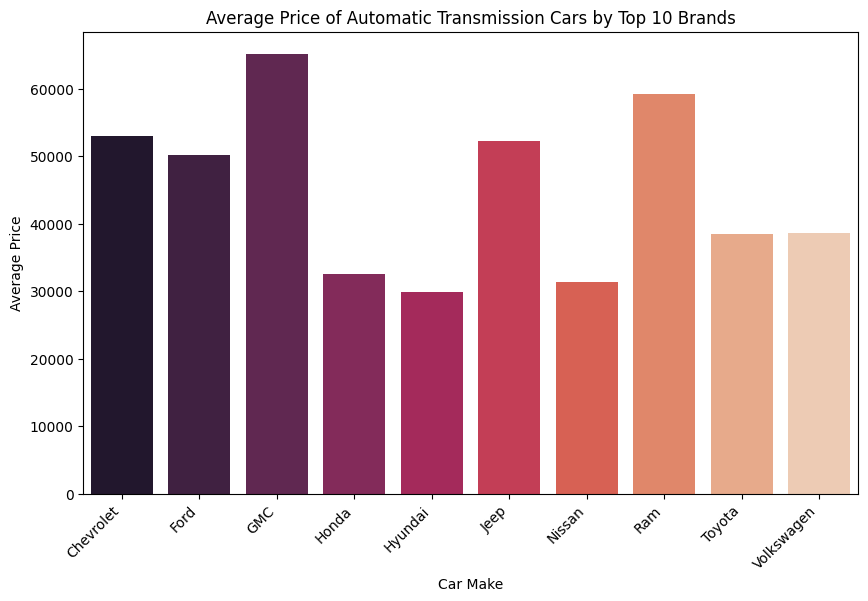 Average Price of Automatic Transmission Cars by Top 10 Brands
Average Price
60000
50000
40000
30000
20000
10000
0
Chevrolet
Ford
GMC
Honda
Hyundai
Jeep
Nissan
Ram
Toyota
Volkswagen
Car Make